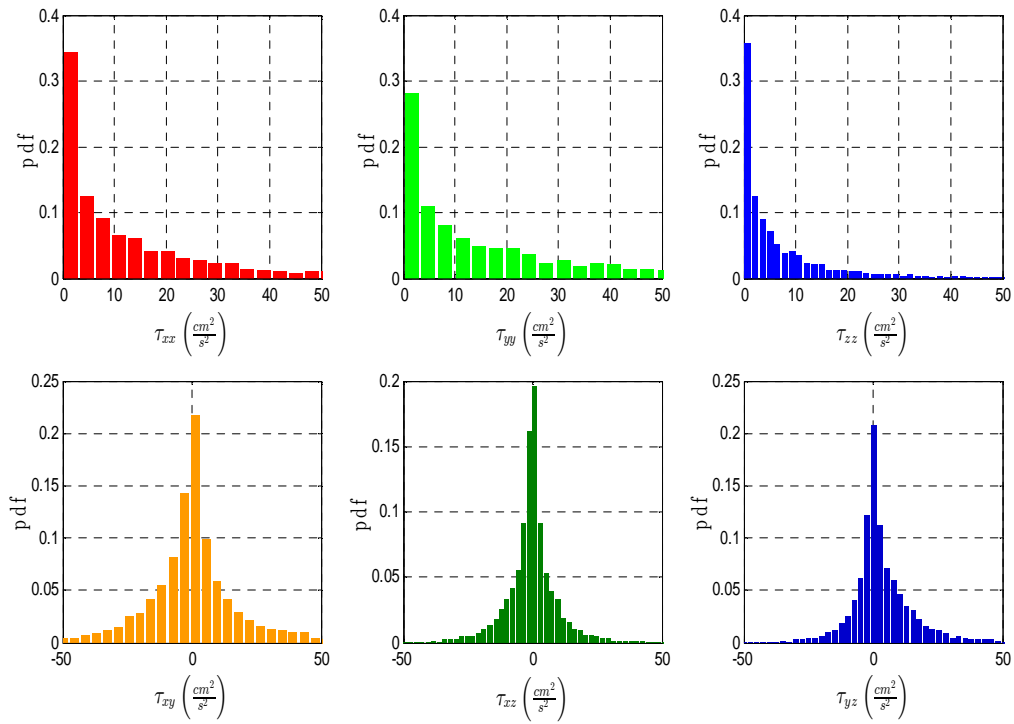 0.4 0.4 0.4
0.3 0.3 0.3
pdf pdf pdf
0.2 0.2 0.2
0.1 0.1 0.1
0 0 0
0 10 20 30 40 50 0 10 20 30 40 50 0 10 20 30 40 50
τxx (cm²/s²) τyy (cm²/s²) τzz (cm²/s²)
0.25 0.2 0.25
0.2 0.15 0.2
0.15 0.15
pdf pdf pdf
0.1 0.1 0.1
0.05 0.05 0.05
0 0 0
-50 0 50 -50 0 50 -50 0 50
τxy (cm²/s²) τxz (cm²/s²) τyz (cm²/s²)